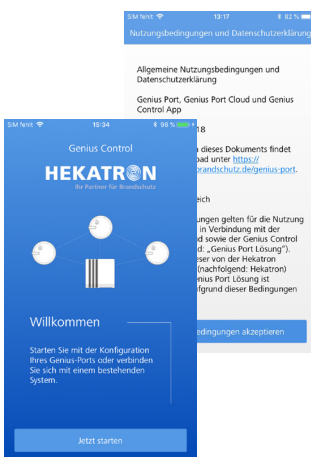 SIM fehlt 13:17 82 %
Nutzungsbedingungen und Datenschutzerklärung
Allgemeine Nutzungsbedingungen und
Datenschutzerklärung
Genius Port, Genius Port Cloud und Genius
Control App
18
dieses Dokuments findet
oad unter https://
brandschutz.de/genius-port.
eich
ungen gelten für die Nutzung
in Verbindung mit der
d sowie der Genius Control
d: „Genius Port Lösung“).
eser von der Hekatron
(nachfolgend: Hekatron)
enius Port Lösung ist
fgrund dieser Bedingungen
edingungen akzeptieren
SIM fehlt 15:34 98 %
Genius Control
HEKATRON
Ihr Partner für Brandschutz
Willkommen
Starten Sie mit der Konfiguration
Ihres Genius-Ports oder verbinden
Sie sich mit einem bestehenden
System.
Jetzt starten